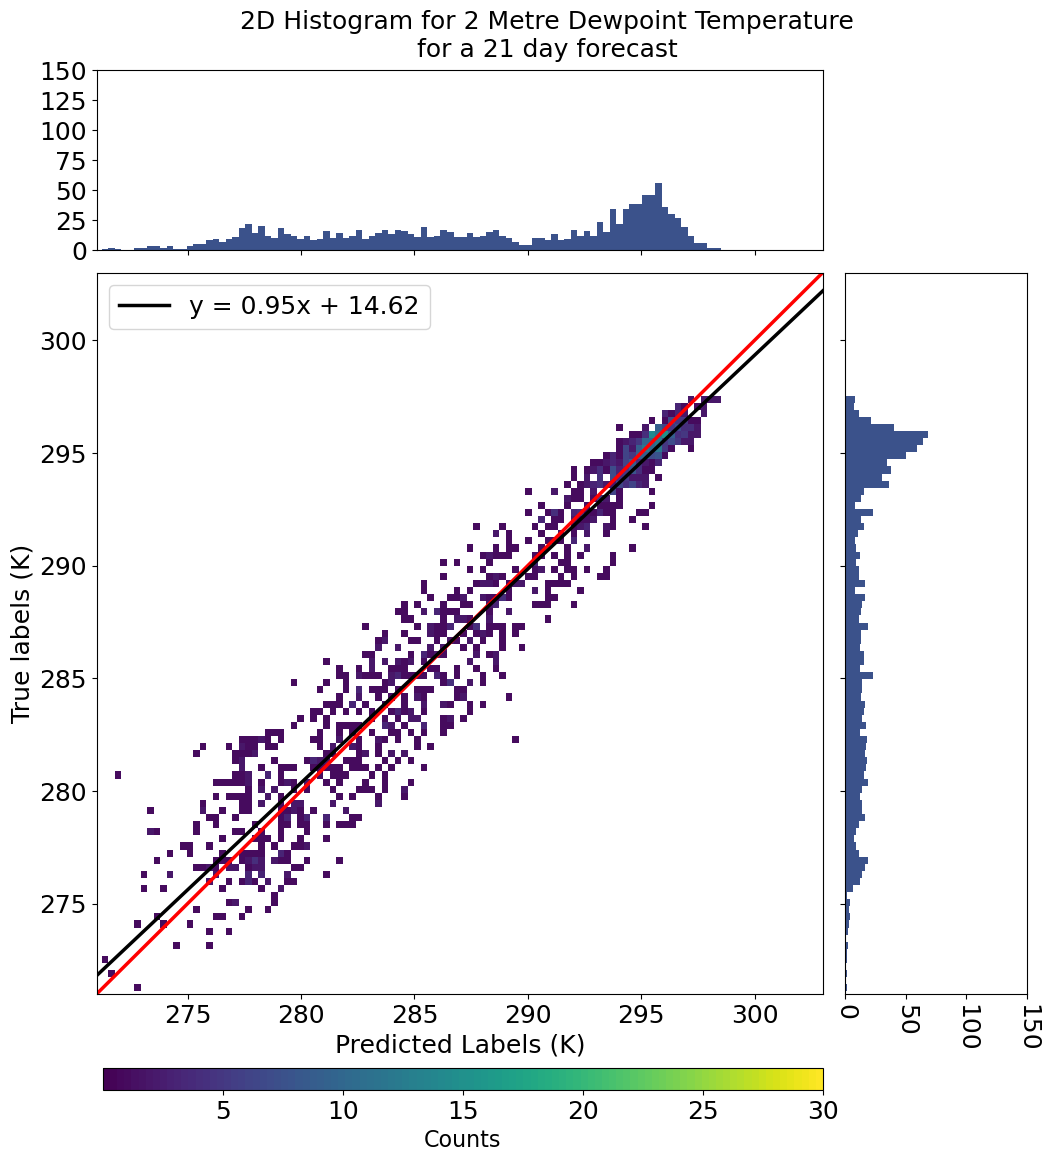 2D Histogram for 2 Metre Dewpoint Temperature
for a 21 day forecast
150
125
100
75
50
25
0
y = 0.95x + 14.62
300
295
290
285
280
275
True labels (K)
275 280 285 290 295 300
Predicted Labels (K)
0 50 100 150
5 10 15 20 25 30
Counts